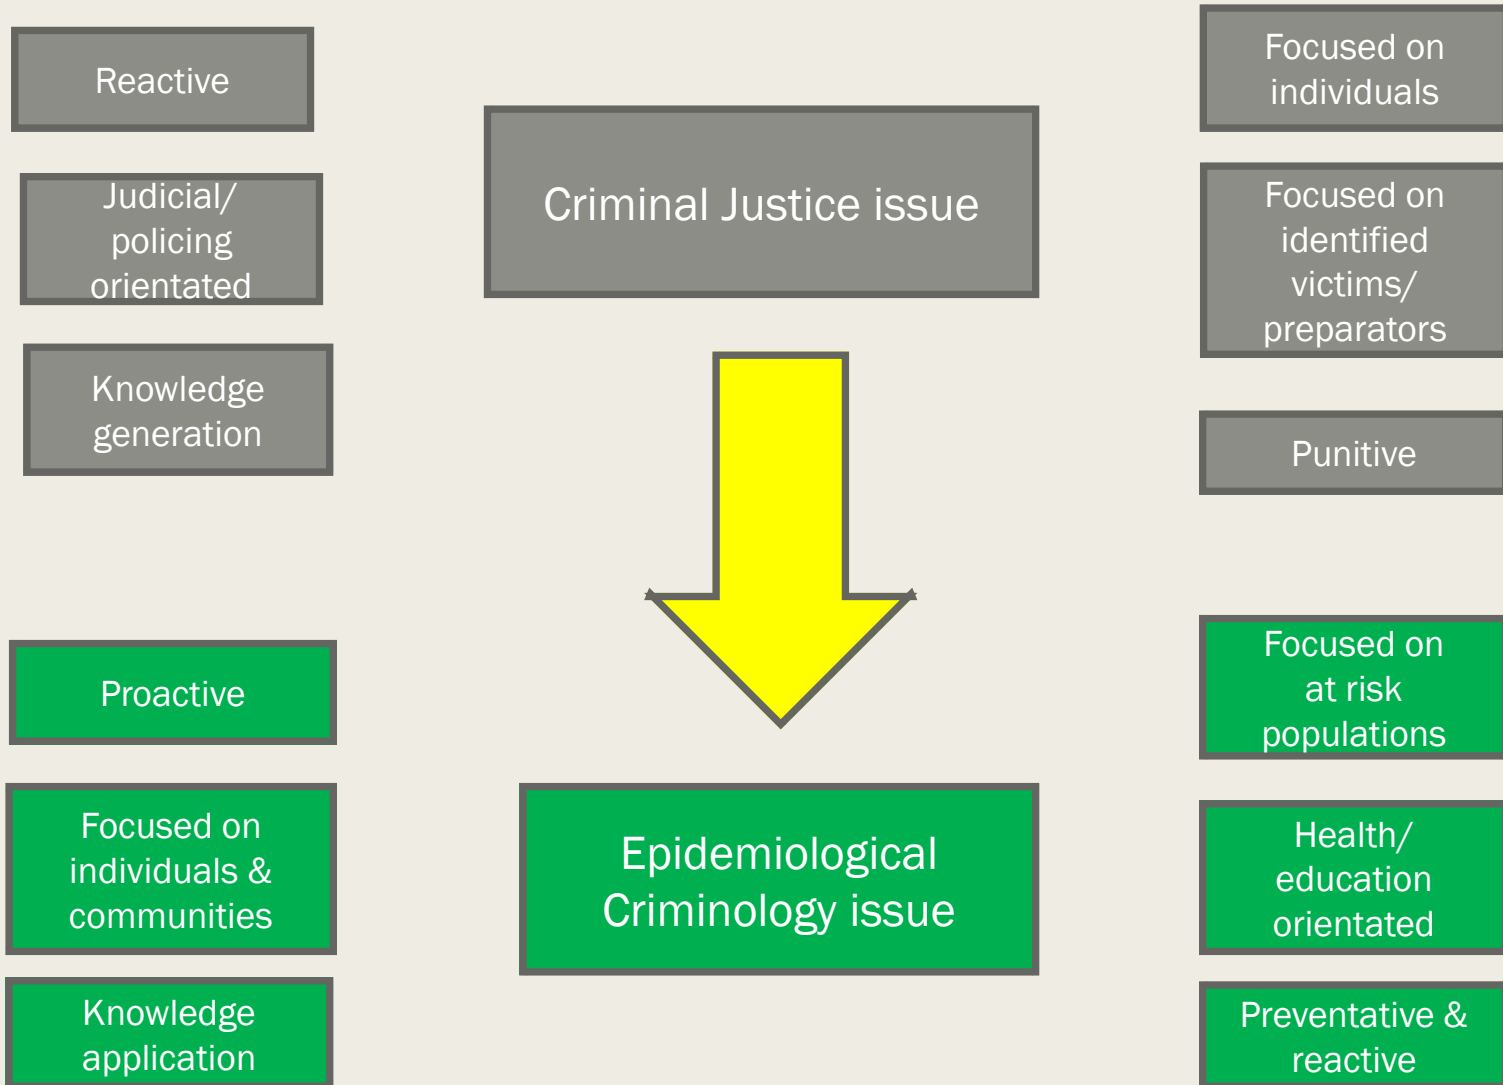 Reactive
Judicial/
policing
orientated
Knowledge
generation
Criminal Justice issue
Focused on
individuals
Focused on
identified
victims/
preparators
Punitive
Proactive
Focused on
individuals &
communities
Knowledge
application
Epidemiological
Criminology issue
Focused on
at risk
populations
Health/
education
orientated
Preventative &
reactive